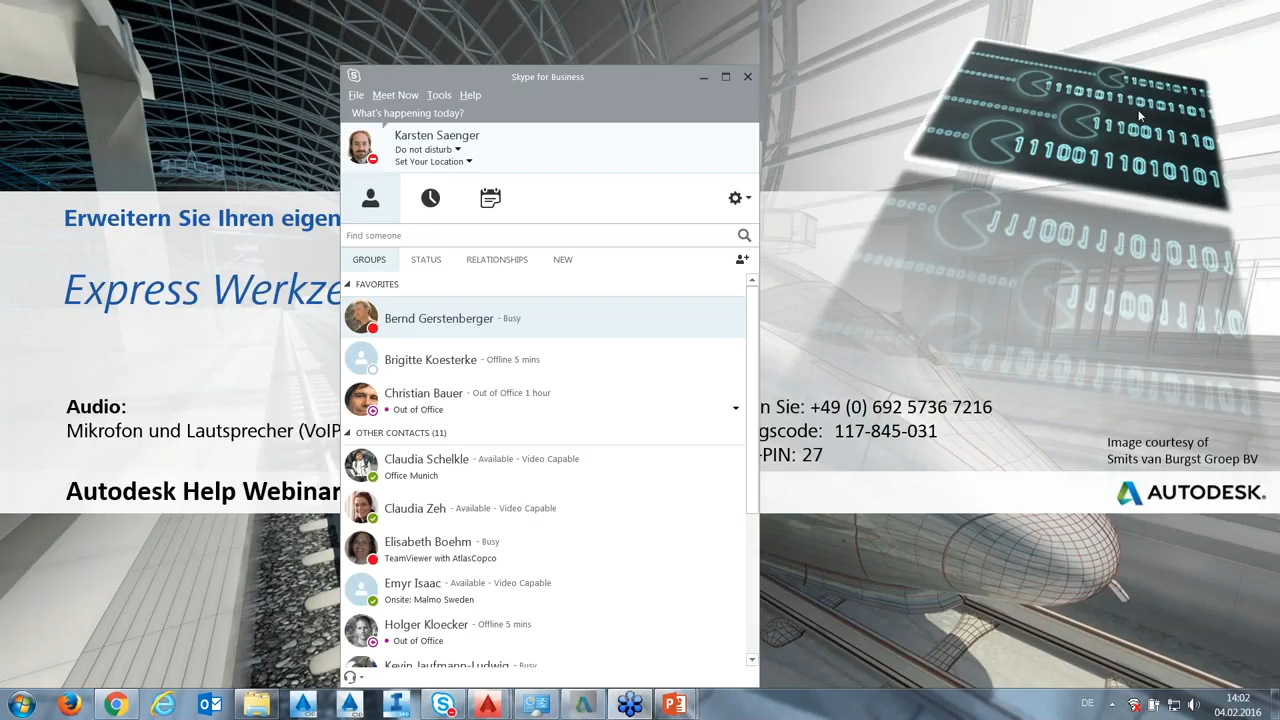 Skype for Business
File Meet Now Tools Help
What's happening today?
Karsten Saenger
Do not disturb
Set Your Location
Find someone
GROUPS STATUS RELATIONSHIPS NEW
FAVORITES
Bernd Gerstenberger - Busy
Brigitte Koesterke - Offline 5 mins
Christian Bauer - Out of Office 1 hour
Out of Office
OTHER CONTACTS (11)
Claudia Schelkle - Available - Video Capable
Office Munich
Claudia Zeh - Available - Video Capable
Elisabeth Boehm - Busy
TeamViewer with AtlasCopco
Emyr Isaac - Available - Video Capable
Onsite: Malmo Sweden
Holger Kloecker - Offline 5 mins
Out of Office
Kevin Jaufmann-Ludwig - Busy
Erweitern Sie Ihren eigen
Express Werkze
Audio:
Mikrofon und Lautsprecher (VoIP
Autodesk Help Webinar
n Sie: +49 (0) 692 5736 7216
gscode: 117-845-031
-PIN: 27
Image courtesy of
Smits van Burgst Groep BV
AUTODESK.
DE
14:02
04.02.2016